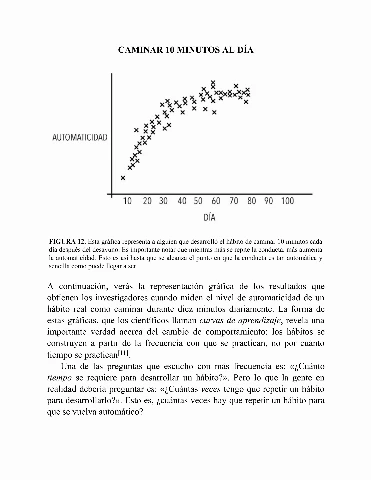 CAMINAR 10 MINUTOS AL DÍA
AUTOMATICIDAD
10 20 30 40 50 60 70 80 90 100
DÍA
FIGURA 12. Esta gráfica representa a alguien que desarrolló el hábito de caminar 10 minutos cada
día después del desayuno. Es importante notar que mientras más se repite la conducta, más aumenta
la automaticidad. Esto es así hasta que se alcanza el punto en que la conducta es tan automática y
sencilla como puede llegar a ser.
A continuación, verás la representación gráfica de los resultados que
obtienen los investigadores cuando miden el nivel de automaticidad de un
hábito real como camina durante diez minutos diariamente. La forma de
estas gráficas, que los científicos llaman curvas de aprendizaje, revela una
importante verdad acerca del cambio de comportamiento: los hábitos se
construyen a partir de la frecuencia con que se practican, no por cuánto
tiempo se practican[11].
Una de las preguntas que escucho con más frecuencia es: «¿Cuánto
tiempo se requiere para desarrollar un hábito?». Pero lo que la gente en
realidad debería preguntar es: «¿Cuántas veces tengo que repetir un hábito
para desarrollarlo?». Esto es, ¿cuántas veces hay que repetir un hábito para
que se vuelva automático?